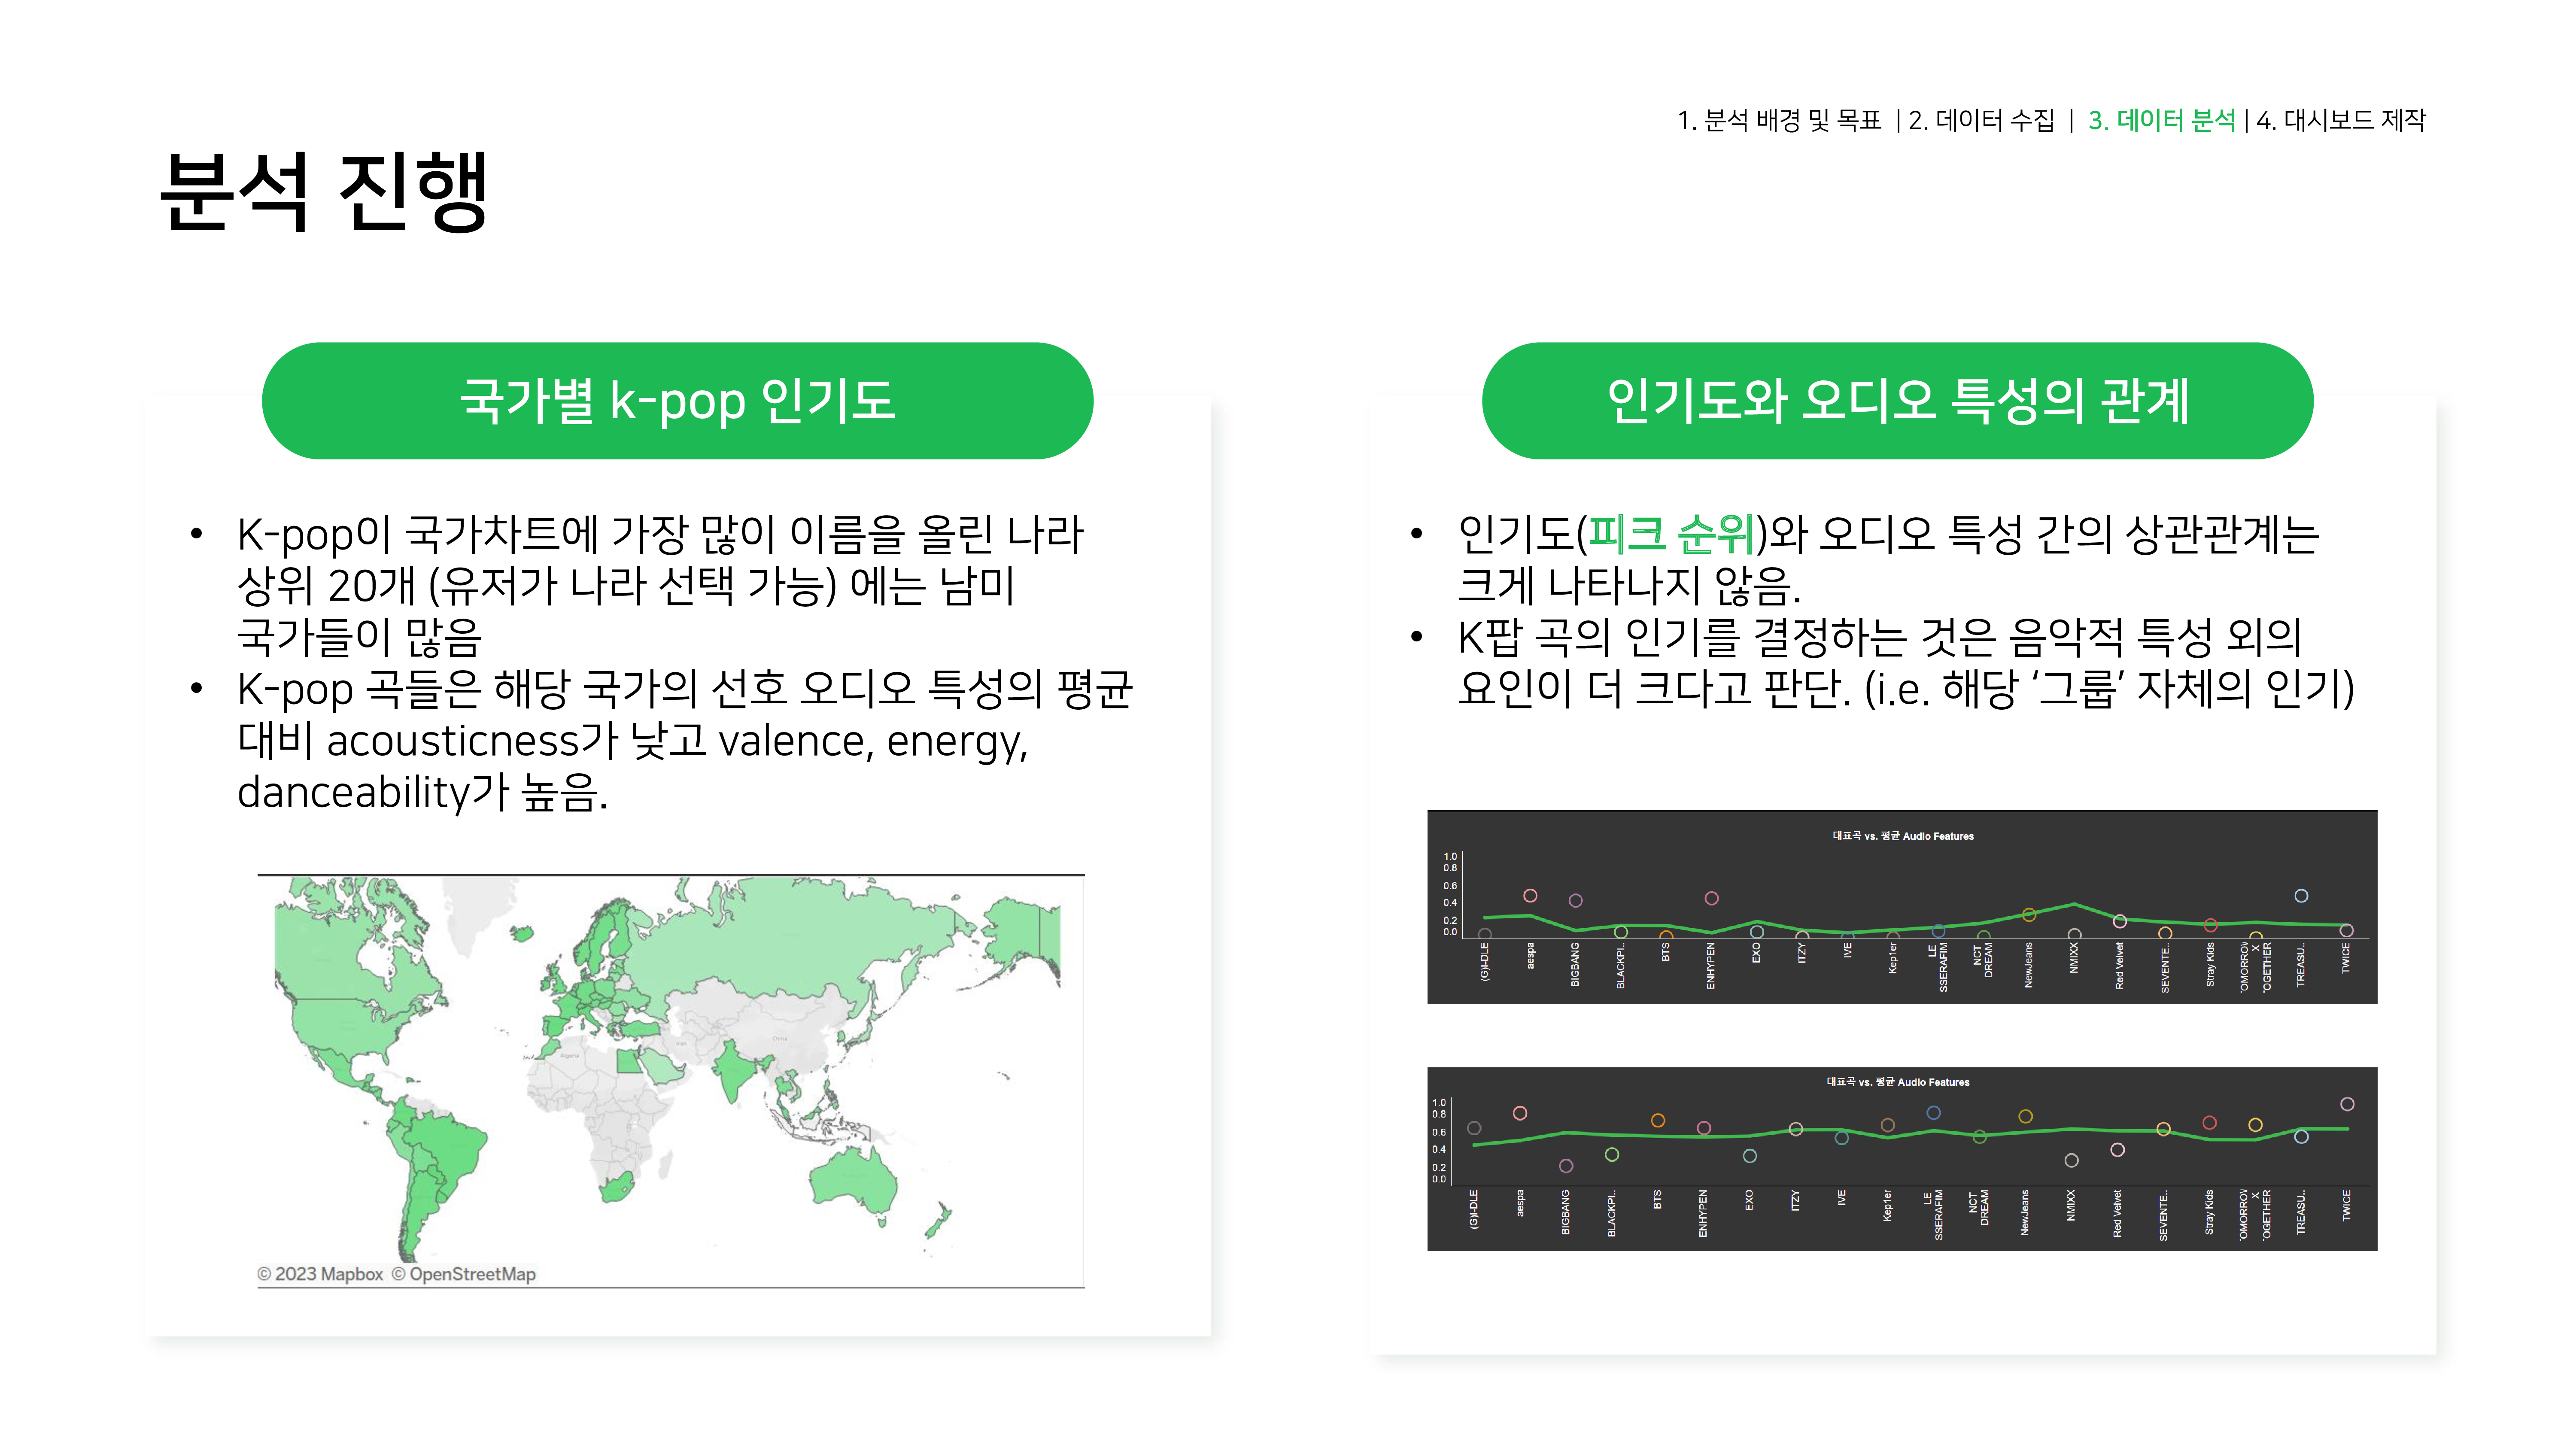 1. 분석 배경 및 목표 | 2. 데이터 수집 | 3. 데이터 분석 | 4. 대시보드 제작
분석 진행
국가별 k-pop 인기도
• K-pop이 국가차트에 가장 많이 이름을 올린 나라
상위 20개 (유저가 나라 선택 가능) 에는 남미
국가들이 많음
• K-pop 곡들은 해당 국가의 선호 오디오 특성의 평균
대비 acousticness가 낮고 valence, energy,
danceability가 높음.
Algeria
Iran
China
© 2023 Mapbox © OpenStreetMap
인기도와 오디오 특성의 관계
• 인기도(피크 순위)와 오디오 특성 간의 상관관계는
크게 나타나지 않음.
• K팝 곡의 인기를 결정하는 것은 음악적 특성 외의
요인이 더 크다고 판단. (i.e. 해당 ‘그룹’ 자체의 인기)
대표곡 vs. 평균 Audio Features
1.0
0.8
0.6
0.4
0.2
0.0
(G)I-DLE
aespa
BIGBANG
BLACKPI..
BTS
ENHYPEN
EXO
ITZY
IVE
Kep1er
LE
SSERAFIM
NCT
DREAM
NewJeans
NMIXX
Red Velvet
SEVENTE..
Stray Kids
OMORROW
X
OGETHER
TREASU..
TWICE
대표곡 vs. 평균 Audio Features
1.0
0.8
0.6
0.4
0.2
0.0
(G)I-DLE
aespa
BIGBANG
BLACKPI..
BTS
ENHYPEN
EXO
ITZY
IVE
Kep1er
LE
SSERAFIM
NCT
DREAM
NewJeans
NMIXX
Red Velvet
SEVENTE..
Stray Kids
OMORROW
X
OGETHER
TREASU..
TWICE